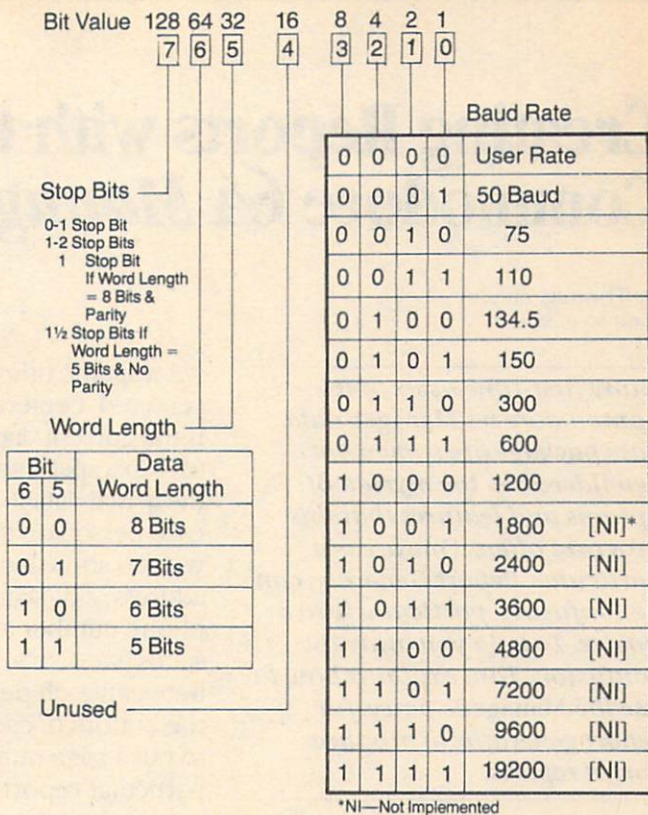 Bit Value 128 64 32 16 8 4 2 1
7 6 5 4 3 2 1 0
Stop Bits
0-1 Stop Bit
1-2 Stop Bits
1 Stop Bit
If Word Length
= 8 Bits &
Parity
1½ Stop Bits If
Word Length =
5 Bits & No
Parity
Word Length
Bit Data
6 5 Word Length
0 0 8 Bits
0 1 7 Bits
1 0 6 Bits
1 1 5 Bits
Unused
Baud Rate
0 0 0 0 User Rate
0 0 0 1 50 Baud
0 0 1 0 75
0 0 1 1 110
0 1 0 0 134.5
0 1 0 1 150
0 1 1 0 300
0 1 1 1 600
1 0 0 0 1200
1 0 0 1 1800 [NI]*
1 0 1 0 2400 [NI]
1 0 1 1 3600 [NI]
1 1 0 0 4800 [NI]
1 1 0 1 7200 [NI]
1 1 1 0 9600 [NI]
1 1 1 1 19200 [NI]
*NI—Not Implemented